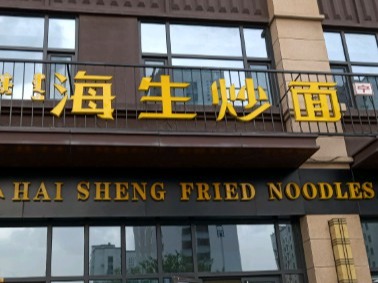 海生炒面
HAI SHENG FRIED NOODLES